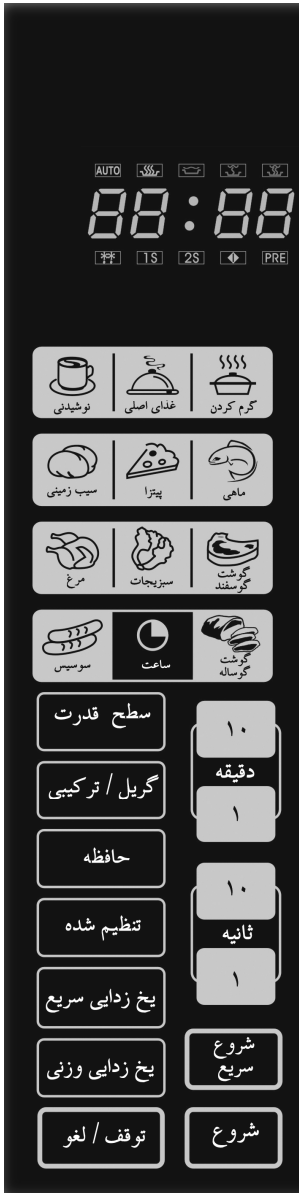 AUTO
88:88
1S 2S PRE
گرم کردن
غذای اصلی
نوشیدنی
ماهی
پیتزا
سیب زمینی
گوشت
گوسفند
سبزیجات
مرغ
گوشت
گوساله
ساعت
سوسیس
سطح قدرت
گریل / ترکیبی
حافظه
تنظیم شده
یخ زدایی سریع
یخ زدایی وزنی
توقف / لغو
۱۰
دقیقه
۱
۱۰
ثانیه
۱
شروع
سریع
شروع